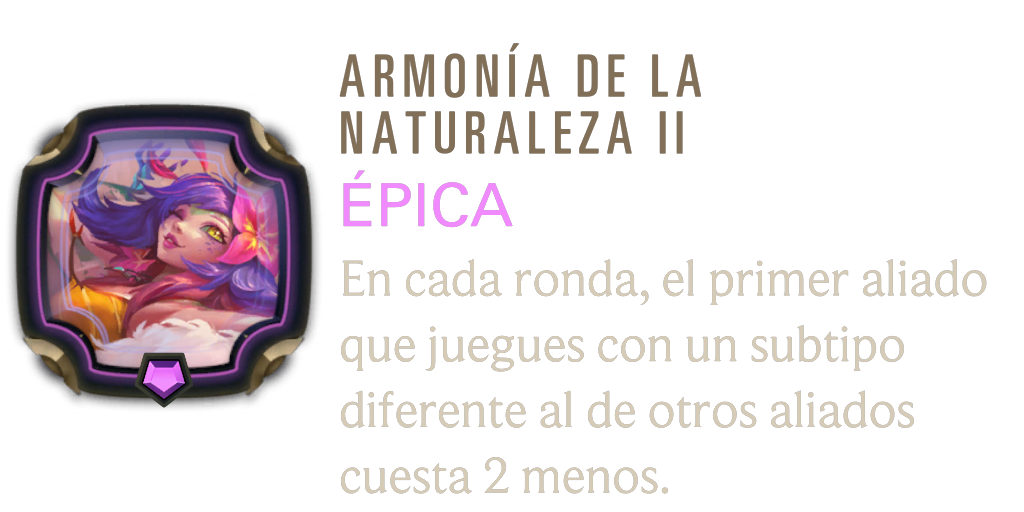 ARMONÍA DE LA
NATURALEZA II
ÉPICA
En cada ronda, el primer aliado
que juegues con un subtipo
diferente al de otros aliados
cuesta 2 menos.